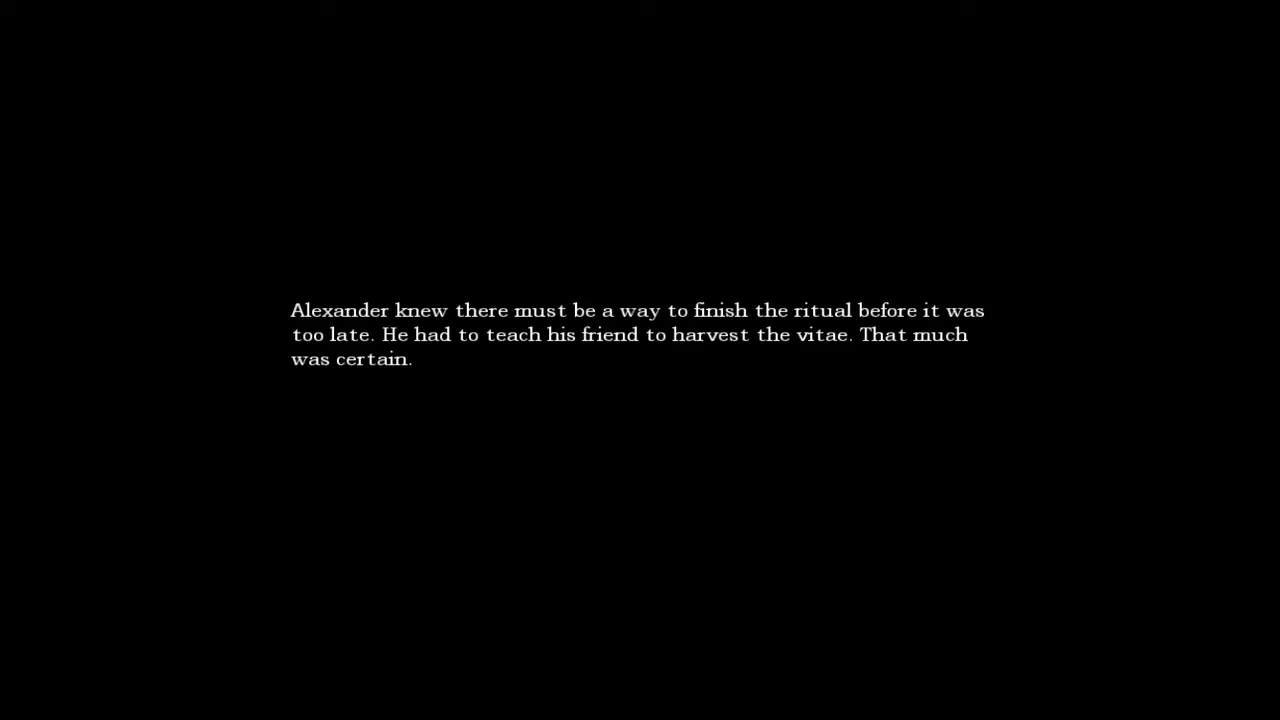 Alexander knew there must be a way to finish the ritual before it was
too late. He had to teach his friend to harvest the vitae. That much
was certain.